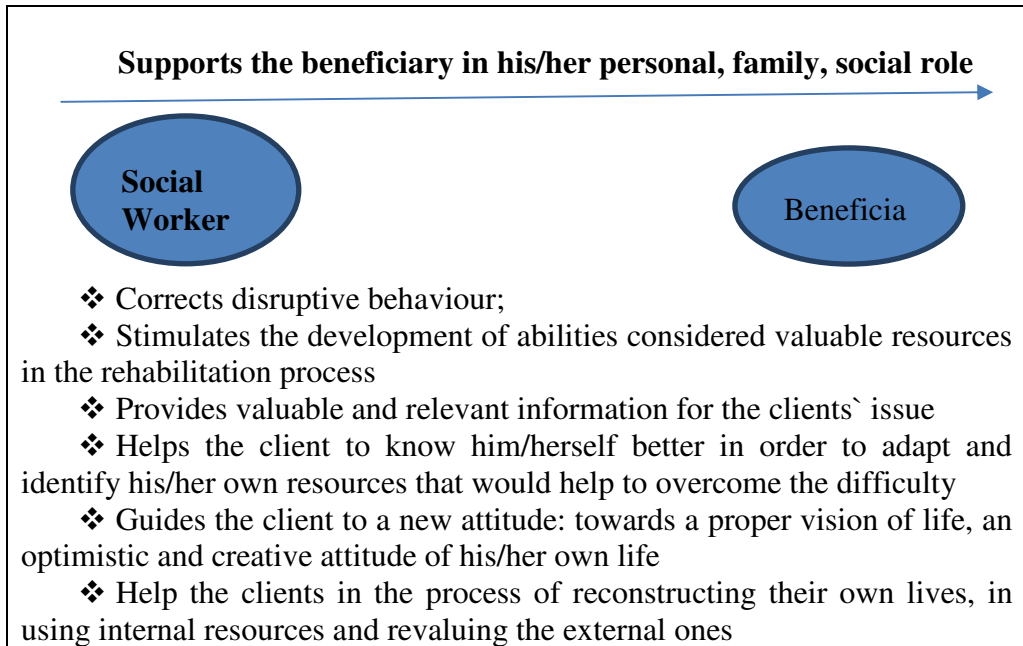 Supports the beneficiary in his/her personal, family, social role
Social
Worker
Beneficia
❖ Corrects disruptive behaviour;
❖ Stimulates the development of abilities considered valuable resources
in the rehabilitation process
❖ Provides valuable and relevant information for the clients` issue
❖ Helps the client to know him/herself better in order to adapt and
identify his/her own resources that would help to overcome the difficulty
❖ Guides the client to a new attitude: towards a proper vision of life, an
optimistic and creative attitude of his/her own life
❖ Help the clients in the process of reconstructing their own lives, in
using internal resources and revaluing the external ones